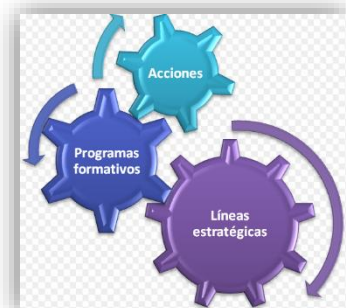 Acciones
Programas
formativos
Líneas
estratégicas